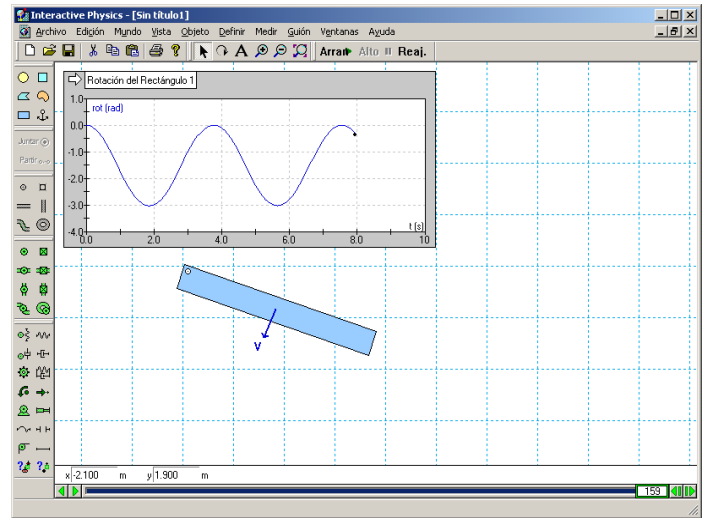 Interactive Physics - [Sin título1]
Archivo Edición Mundo Vista Objeto Definir Medir Guión Ventanas Ayuda
A Arran Alto II Reaj.
Rotación del Rectángulo 1
rot (rad)
1.0
0.0
-1.0
-2.0
-3.0
-4.0
t (s)
0.0 2.0 4.0 6.0 8.0 10
Juntar
Partir
V
x -2.100 m y 1.900 m
159